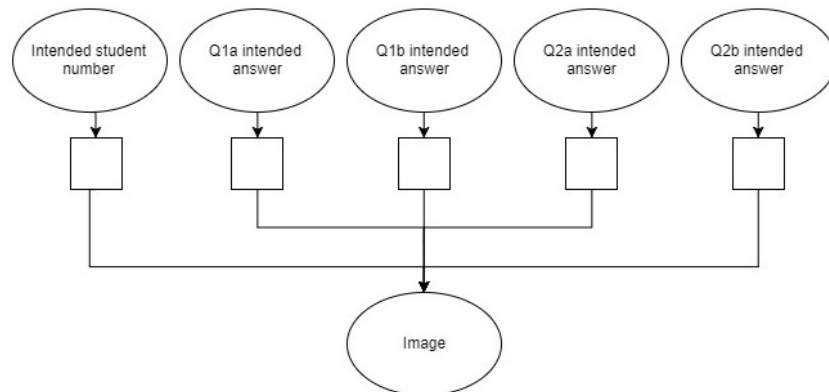 Intended student
number
Q1a intended
answer
Q1b intended
answer
Q2a intended
answer
Q2b intended
answer
Image